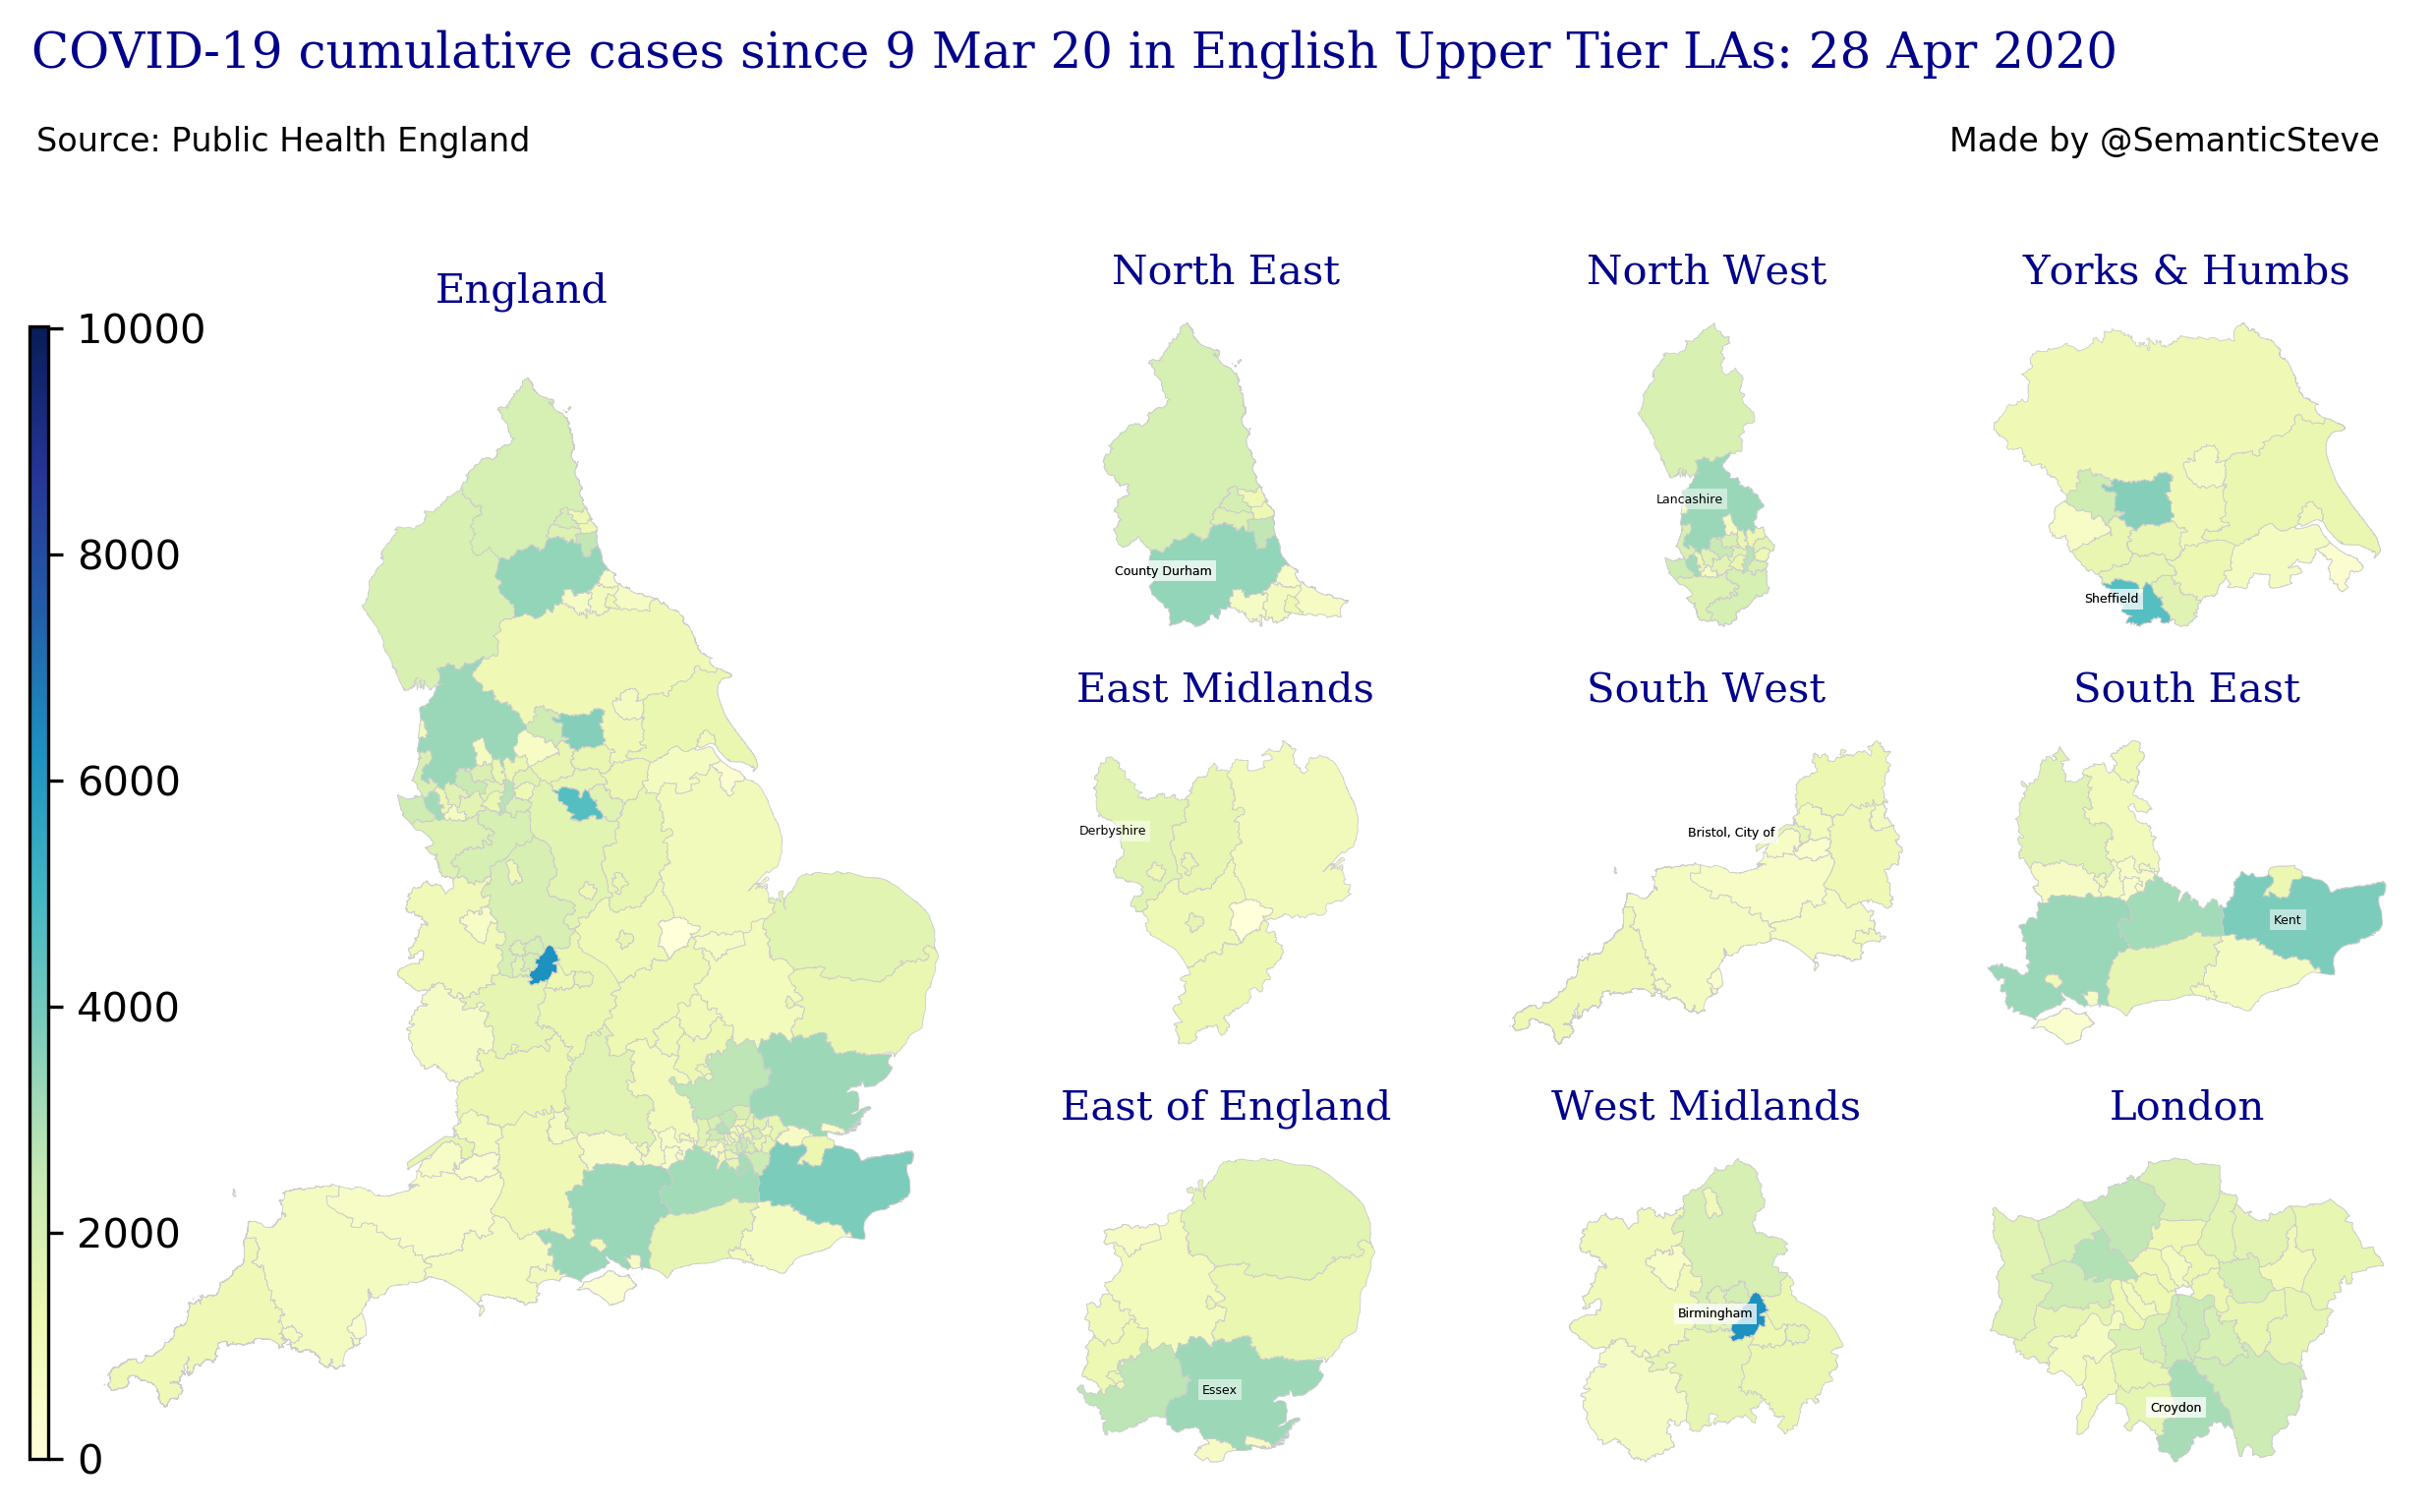 COVID-19 cumulative cases since 9 Mar 20 in English Upper Tier LAs: 28 Apr 2020
Source: Public Health England
Made by @SemanticSteve
England
10000
8000
6000
4000
2000
0
North East
County Durham
North West
Lancashire
Yorks & Humbs
Sheffield
East Midlands
Derbyshire
South West
Bristol, City of
South East
Kent
East of England
Essex
West Midlands
Birmingham
London
Croydon